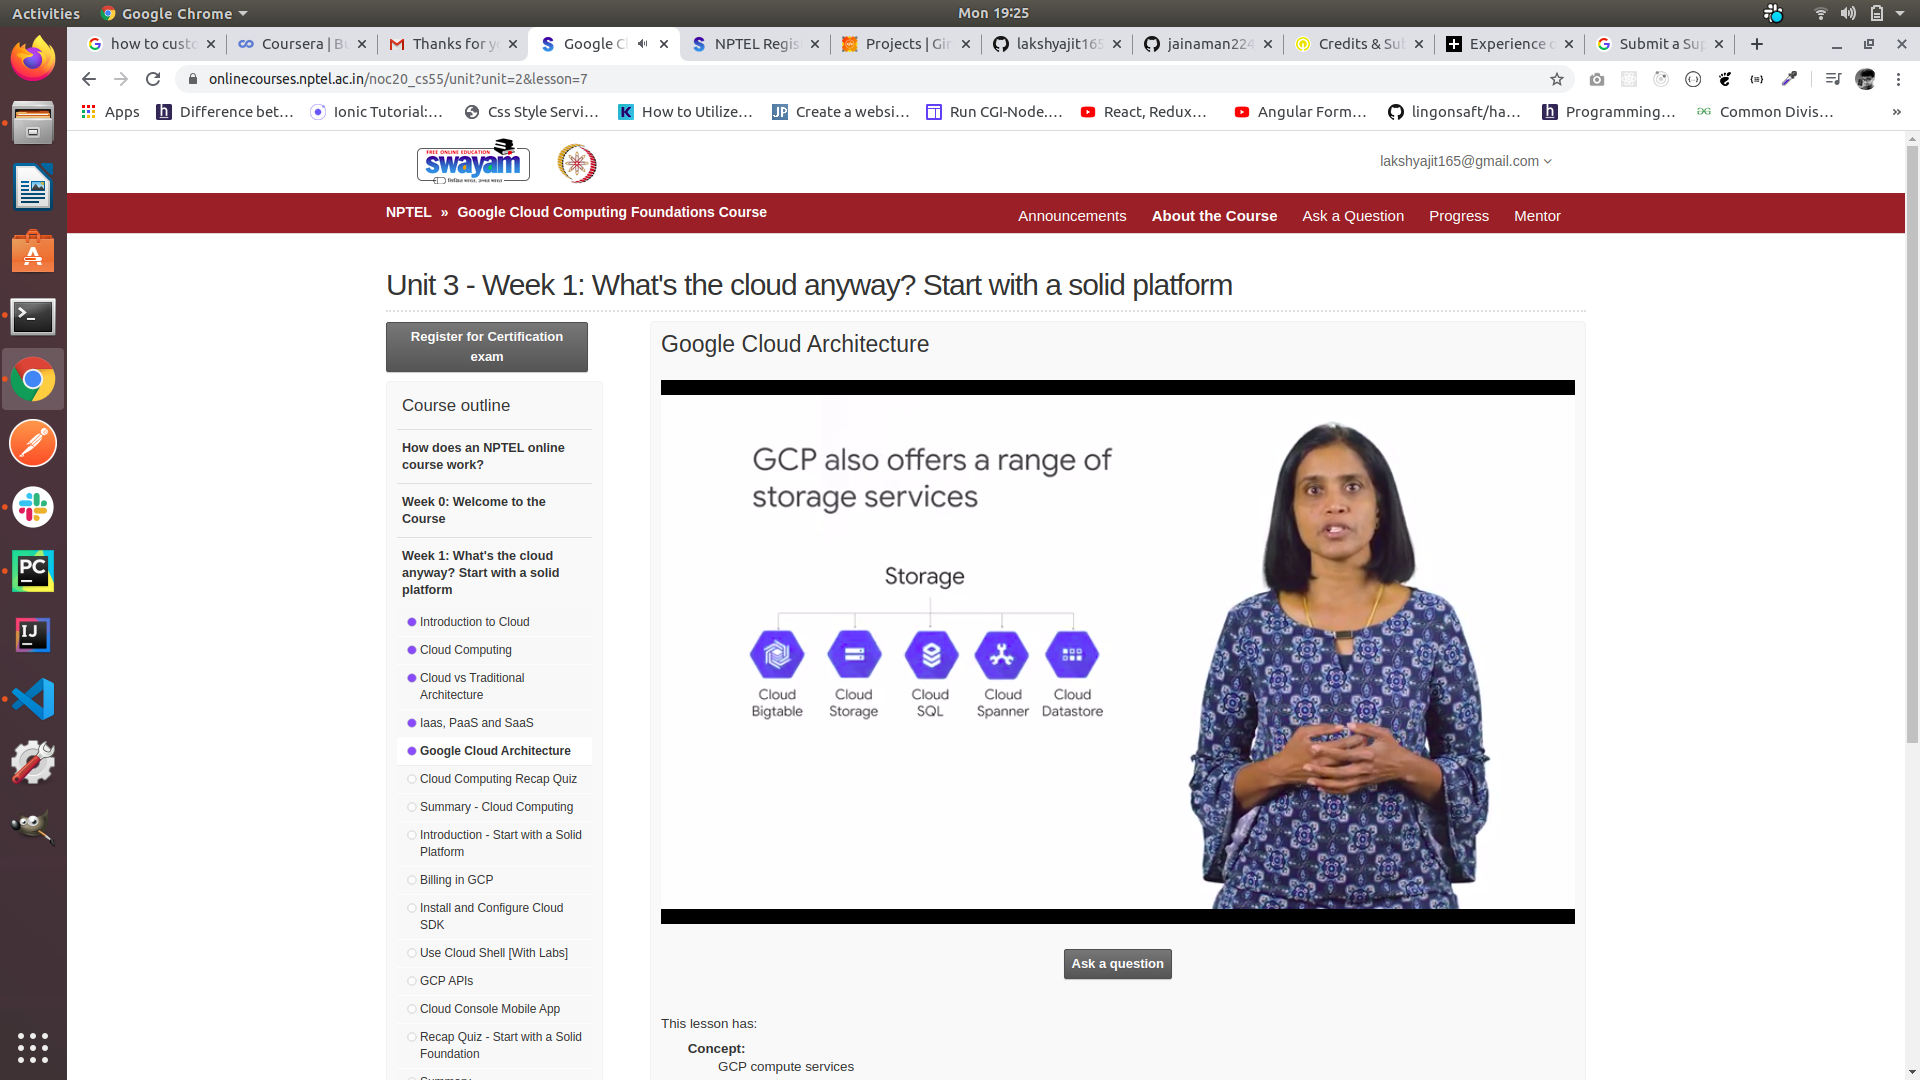 Activities
Google Chrome
Mon 19:25
how to custo
Coursera | Bu
Thanks for yo
Google Cl
NPTEL Regis
Projects | Gir
lakshyajit165
jainaman224
Credits & Sub
Experience c
Submit a Sup
onlinecourses.nptel.ac.in/noc20_cs55/unit?unit=2&lesson=7
Apps
Difference bet…
Ionic Tutorial:…
Css Style Servi…
How to Utilize…
Create a websi…
Run CGI-Node.…
React, Redux…
Angular Form…
lingonsaft/ha…
Programming…
Common Divis…
»
FREE ONLINE EDUCATION
swayam
शिक्षित भारत, उन्नत भारत
lakshyajit165@gmail.com
NPTEL » Google Cloud Computing Foundations Course
Announcements
About the Course
Ask a Question
Progress
Mentor
Unit 3 - Week 1: What's the cloud anyway? Start with a solid platform
Register for Certification
exam
Course outline
How does an NPTEL online
course work?
Week 0: Welcome to the
Course
Week 1: What's the cloud
anyway? Start with a solid
platform
Introduction to Cloud
Cloud Computing
Cloud vs Traditional
Architecture
Iaas, PaaS and SaaS
Google Cloud Architecture
Cloud Computing Recap Quiz
Summary - Cloud Computing
Introduction - Start with a Solid
Platform
Billing in GCP
Install and Configure Cloud
SDK
Use Cloud Shell [With Labs]
GCP APIs
Cloud Console Mobile App
Recap Quiz - Start with a Solid
Foundation
Summary
Google Cloud Architecture
GCP also offers a range of
storage services
Storage
Cloud
Bigtable
Cloud
Storage
Cloud
SQL
Cloud
Spanner
Cloud
Datastore
Ask a question
This lesson has:
Concept:
GCP compute services